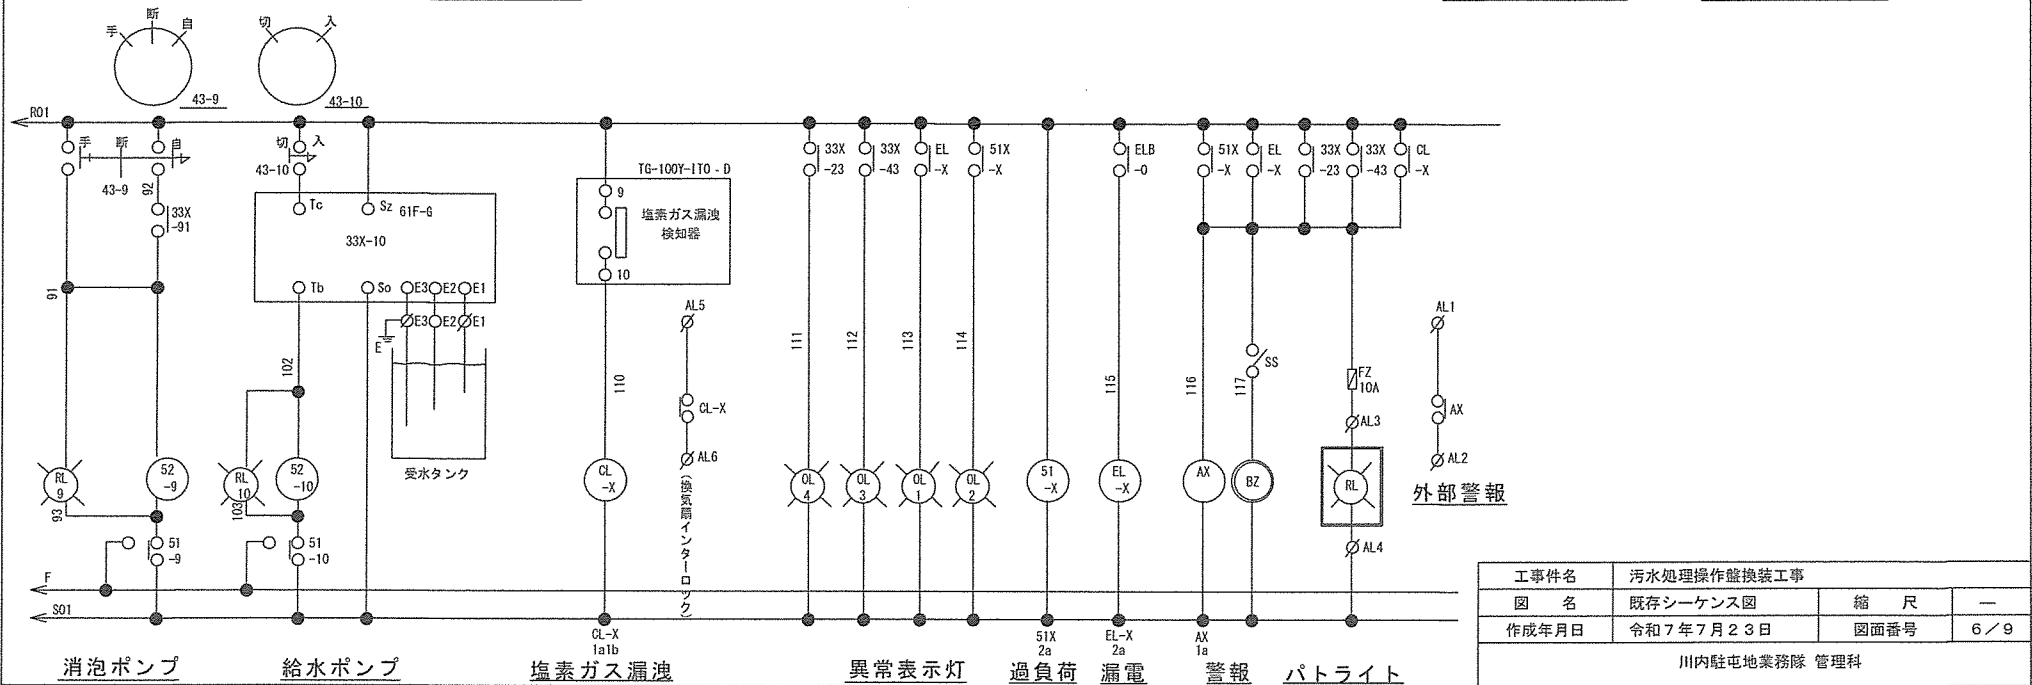 手 断 自
43-9
切 入
43-10
R01
手 断 自
43-9
92
33X
-91
91
RL
9
93
52
-9
51
-9
切 入
43-10
Tc
Sz 61F-G
33X-10
Tb
So
E3 E2 E1
E3 E2 E1
E
受水タンク
102
RL
10
103
52
-10
51
-10
TG-100Y-1TO - D
9
塩素ガス漏洩
検知器
10
110
CL
-X
AL5
CL-X
AL6
(換気扇インターロック)
33X
-23
33X
-43
EL
-X
51X
-X
111
112
113
114
OL
4
OL
3
OL
1
OL
2
51
-X
ELB
-0
115
EL
-X
51X
-X
EL
-X
33X
-23
33X
-43
CL
-X
116
117
SS
AX
BZ
FZ
10A
AL3
RL
AL4
AL1
AX
AL2
外部警報
F
S01
CL-X
1a1b
51X
2a
EL-X
2a
AX
1a
消泡ポンプ
給水ポンプ
塩素ガス漏洩
異常表示灯
過負荷
漏電
警報
パトライト
工事件名 汚水処理操作盤換装工事
図 名 既存シーケンス図 縮 尺 —
作成年月日 令和7年7月23日 図面番号 6/9
川内駐屯地業務隊 管理科